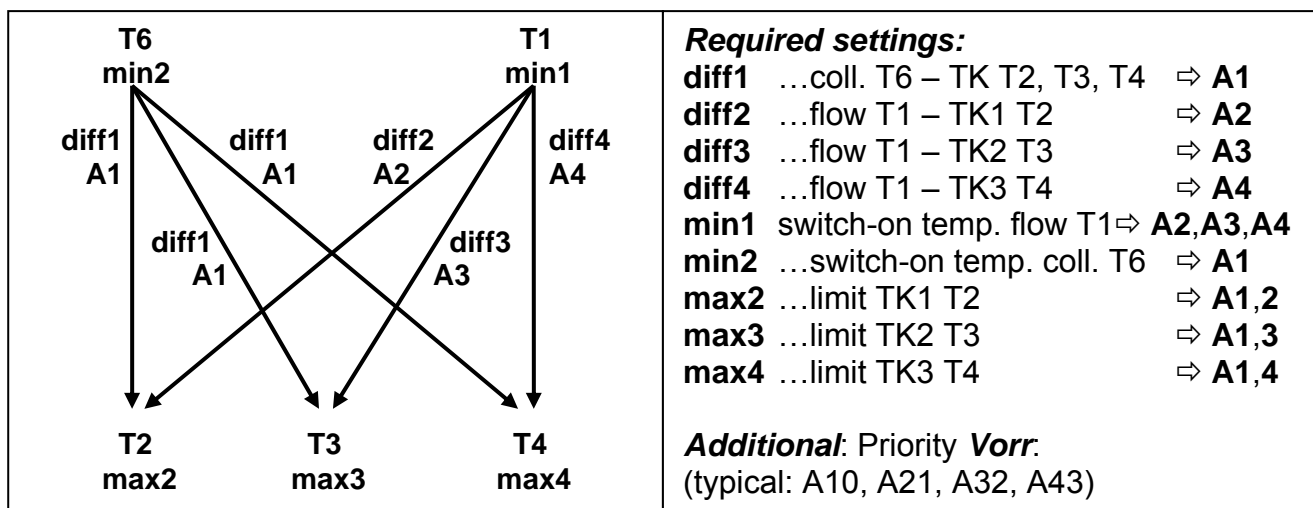 T6 T1
min2 min1
diff1 diff1 diff2 diff4
A1 A1 A2 A4
diff1 diff3
A1 A3
T2 T3 T4
max2 max3 max4
Required settings:
diff1 …coll. T6 – TK T2, T3, T4 ⇨ A1
diff2 …flow T1 – TK1 T2 ⇨ A2
diff3 …flow T1 – TK2 T3 ⇨ A3
diff4 …flow T1 – TK3 T4 ⇨ A4
min1 switch-on temp. flow T1⇨ A2,A3,A4
min2 …switch-on temp. coll. T6 ⇨ A1
max2 …limit TK1 T2 ⇨ A1,2
max3 …limit TK2 T3 ⇨ A1,3
max4 …limit TK3 T4 ⇨ A1,4
Additional: Priority Vorr:
(typical: A10, A21, A32, A43)